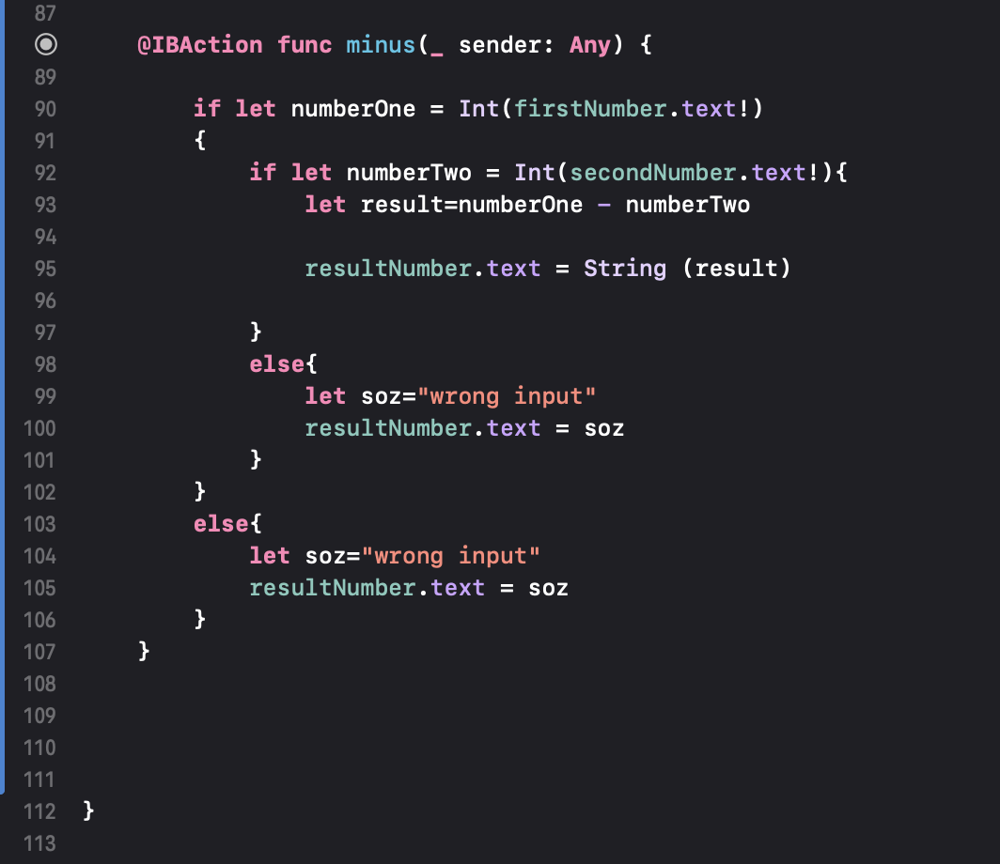 87
@IBAction func minus(_ sender: Any) {
89
90 if let numberOne = Int(firstNumber.text!)
91 {
92 if let numberTwo = Int(secondNumber.text!){
93 let result=numberOne - numberTwo
94
95 resultNumber.text = String (result)
96
97 }
98 else{
99 let soz="wrong input"
100 resultNumber.text = soz
101 }
102 }
103 else{
104 let soz="wrong input"
105 resultNumber.text = soz
106 }
107 }
108
109
110
111
112 }
113